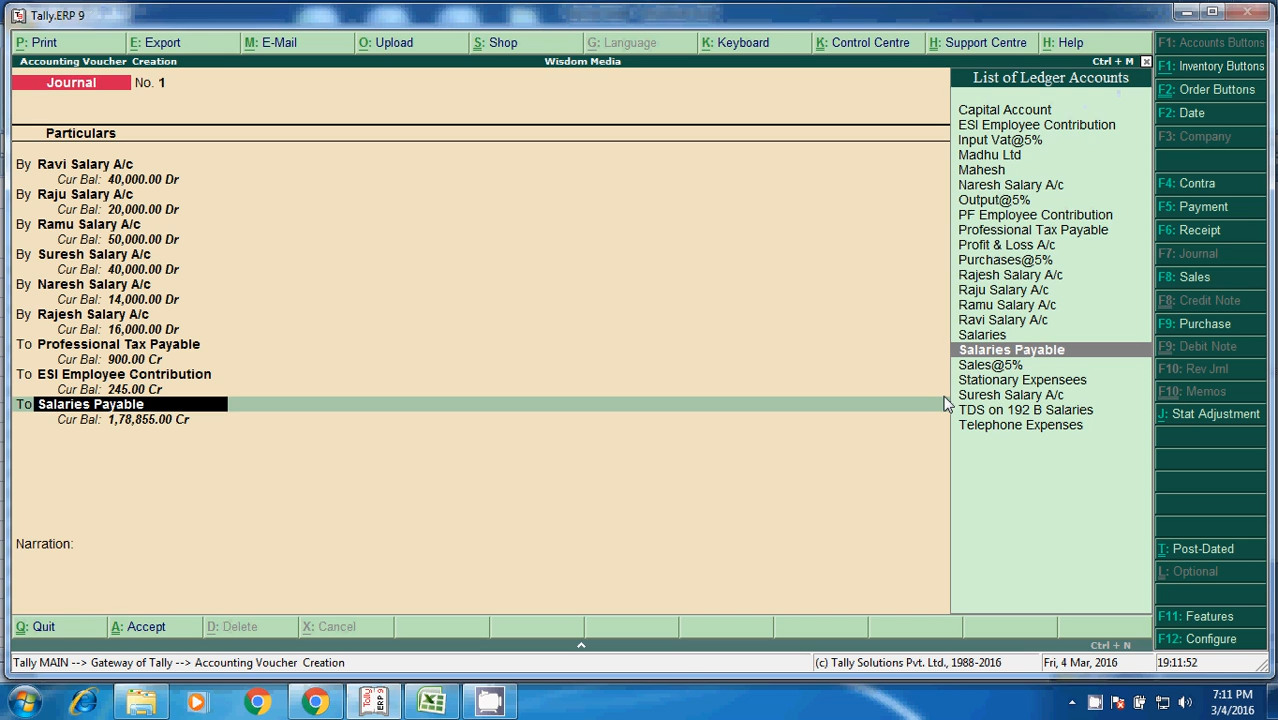 Tally.ERP 9
P: Print E: Export M: E-Mail O: Upload S: Shop G: Language K: Keyboard K: Control Centre H: Support Centre H: Help
Accounting Voucher Creation Wisdom Media Ctrl + M
Journal No. 1
Particulars
By Ravi Salary A/c
Cur Bal: 40,000.00 Dr
By Raju Salary A/c
Cur Bal: 20,000.00 Dr
By Ramu Salary A/c
Cur Bal: 50,000.00 Dr
By Suresh Salary A/c
Cur Bal: 40,000.00 Dr
By Naresh Salary A/c
Cur Bal: 14,000.00 Dr
By Rajesh Salary A/c
Cur Bal: 16,000.00 Dr
To Professional Tax Payable
Cur Bal: 900.00 Cr
To ESI Employee Contribution
Cur Bal: 245.00 Cr
To Salaries Payable
Cur Bal: 1,78,855.00 Cr
Narration:
List of Ledger Accounts
Capital Account
ESI Employee Contribution
Input Vat@5%
Madhu Ltd
Mahesh
Naresh Salary A/c
Output@5%
PF Employee Contribution
Professional Tax Payable
Profit & Loss A/c
Purchases@5%
Rajesh Salary A/c
Raju Salary A/c
Ramu Salary A/c
Ravi Salary A/c
Salaries
Salaries Payable
Sales@5%
Stationary Expensees
Suresh Salary A/c
TDS on 192 B Salaries
Telephone Expenses
F1: Accounts Buttons
F1: Inventory Buttons
F2: Order Buttons
F2: Date
F3: Company
F4: Contra
F5: Payment
F6: Receipt
F7: Journal
F8: Sales
F8: Credit Note
F9: Purchase
F9: Debit Note
F10: Rev Jrnl
F10: Memos
J: Stat Adjustment
T: Post-Dated
L: Optional
F11: Features
F12: Configure
Q: Quit A: Accept D: Delete X: Cancel
Ctrl + N
Tally MAIN --> Gateway of Tally --> Accounting Voucher Creation (c) Tally Solutions Pvt. Ltd., 1988-2016 Fri, 4 Mar, 2016 19:11:52
Tally ERP 9
7:11 PM
3/4/2016